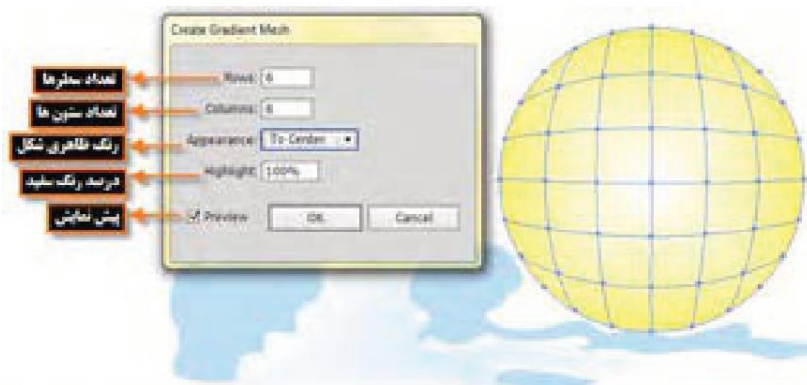 Create Gradient Mesh
تعداد سطرها
Rows: 6
تعداد ستون ها
Columns: 6
رنگ ظاهری شکل
Appearance: To Center
درصد رنگ سفید
Highlight: 100%
پیش نمایش
Preview
OK
Cancel